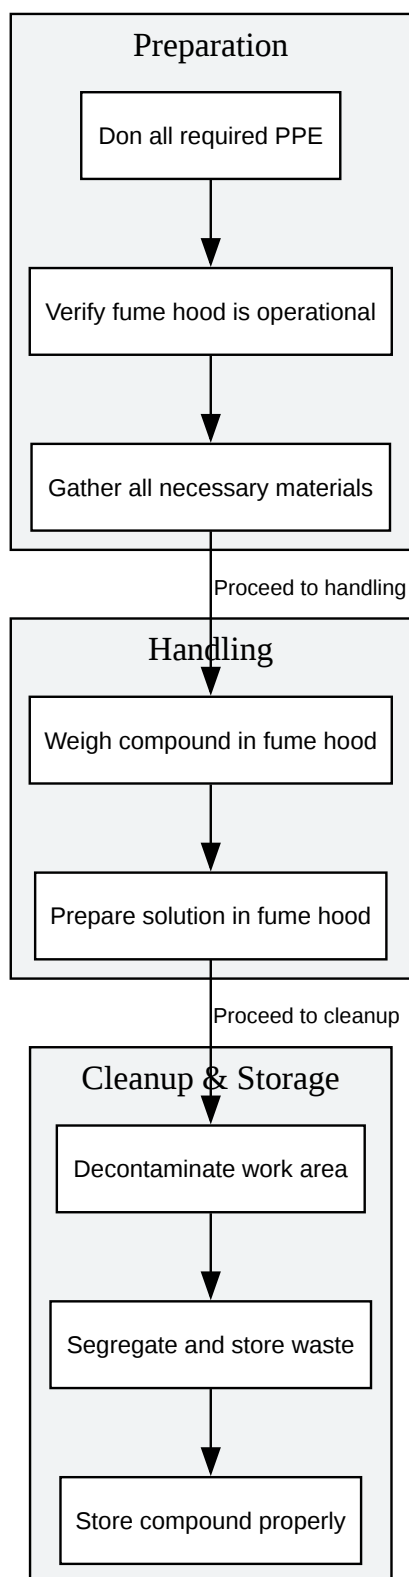 Preparation
Don all required PPE
Verify fume hood is operational
Gather all necessary materials
Proceed to handling
Handling
Weigh compound in fume hood
Prepare solution in fume hood
Proceed to cleanup
Cleanup & Storage
Decontaminate work area
Segregate and store waste
Store compound properly